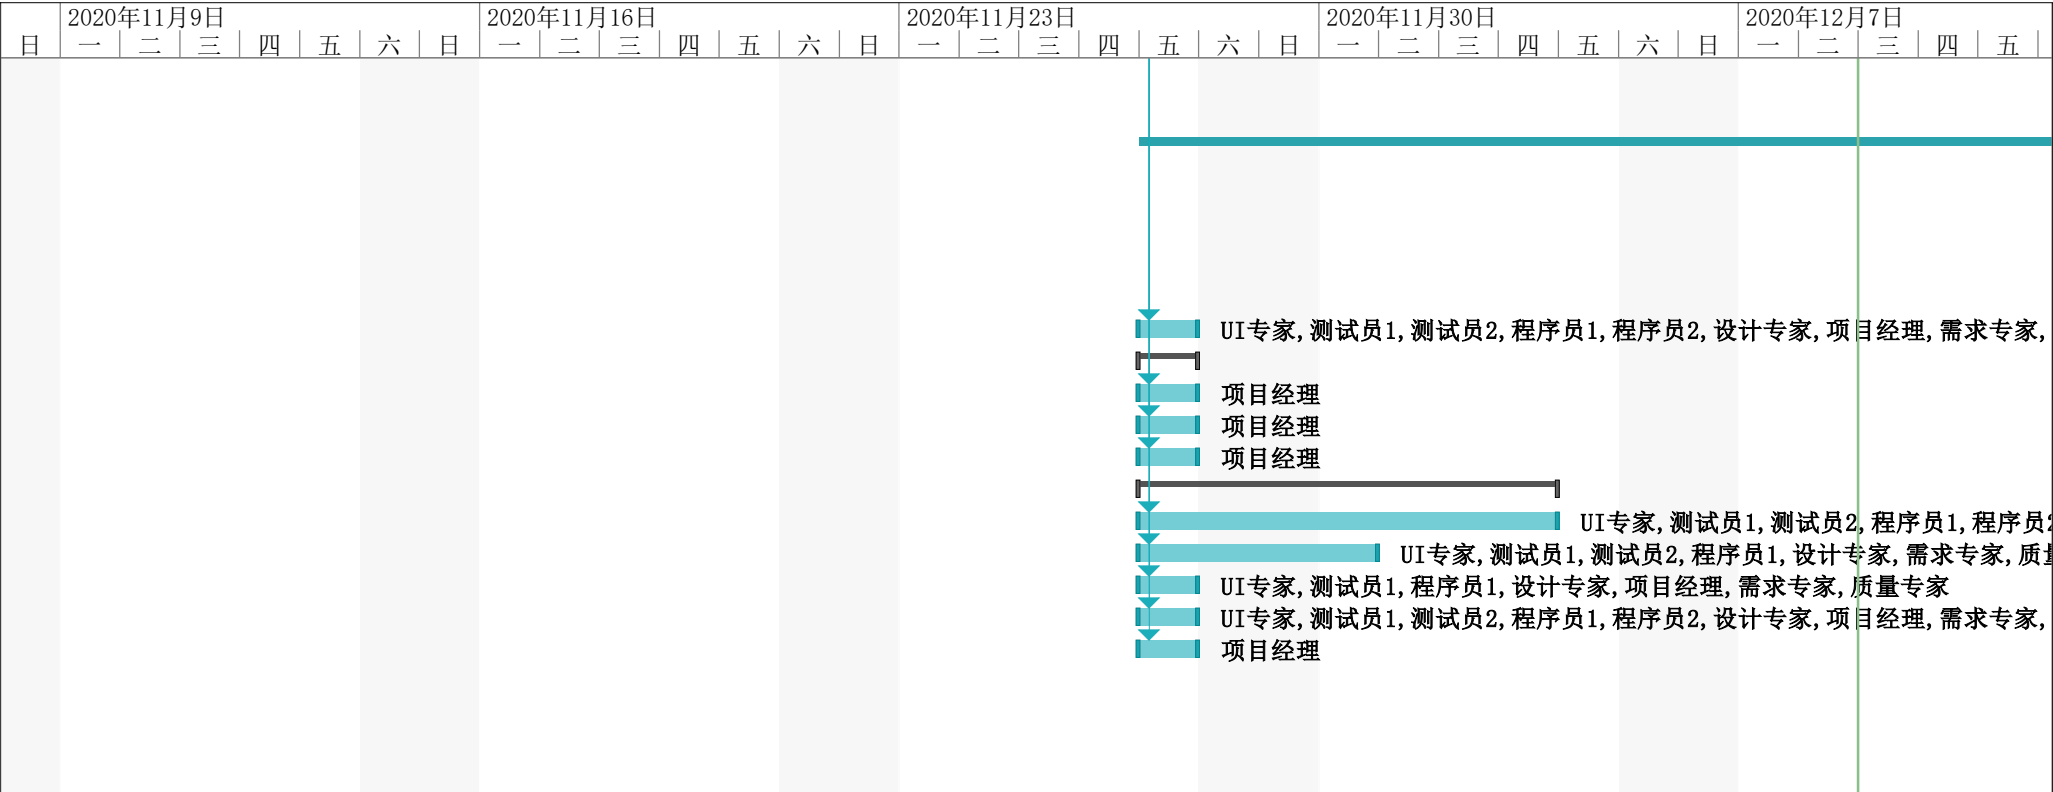 2020年11月9日 2020年11月16日 2020年11月23日 2020年11月30日 2020年12月7日
日 一 二 三 四 五 六 日 一 二 三 四 五 六 日 一 二 三 四 五 六 日 一 二 三 四 五 六 日 一 二 三 四 五
UI专家,测试员1,测试员2,程序员1,程序员2,设计专家,项目经理,需求专家,
项目经理
项目经理
项目经理
UI专家,测试员1,测试员2,程序员1,程序员2
UI专家,测试员1,测试员2,程序员1,设计专家,需求专家,质量
UI专家,测试员1,程序员1,设计专家,项目经理,需求专家,质量专家
UI专家,测试员1,测试员2,程序员1,程序员2,设计专家,项目经理,需求专家,
项目经理